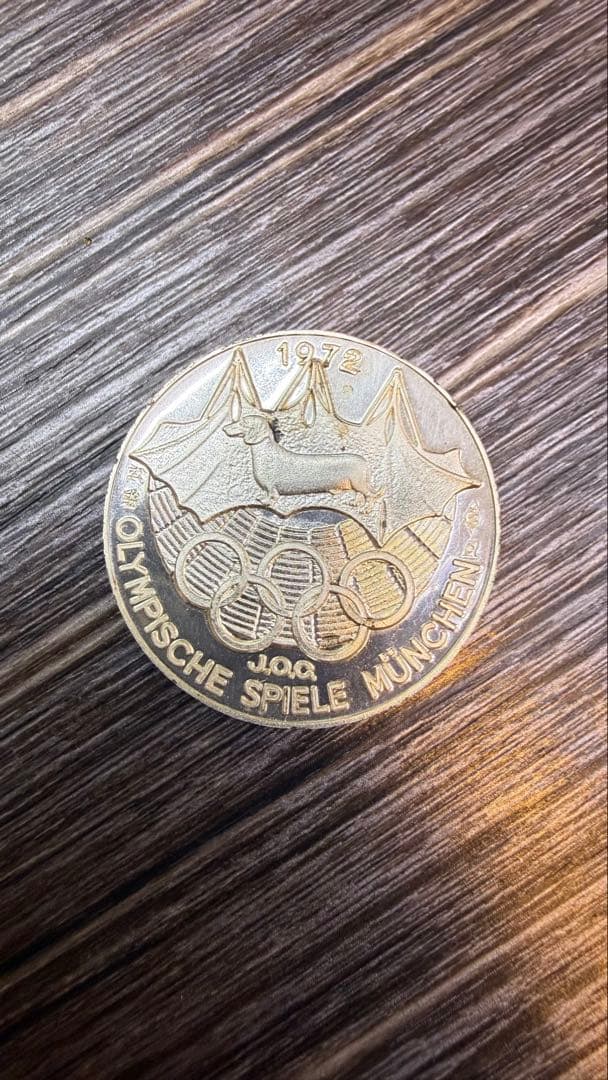 1972
OLYMPISCHE SPIELE MÜNCHEN
J.O.C.